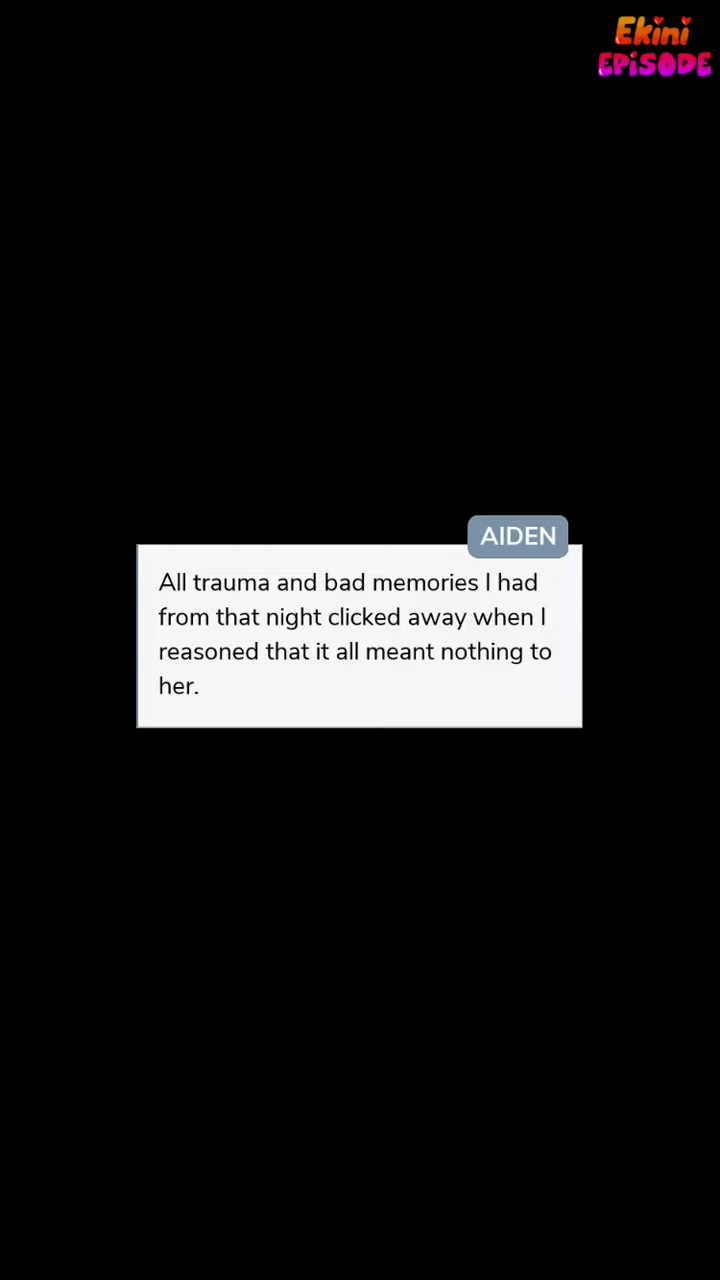 Ekini
EPiSODE
AIDEN
All trauma and bad memories I had
from that night clicked away when I
reasoned that it all meant nothing to
her.